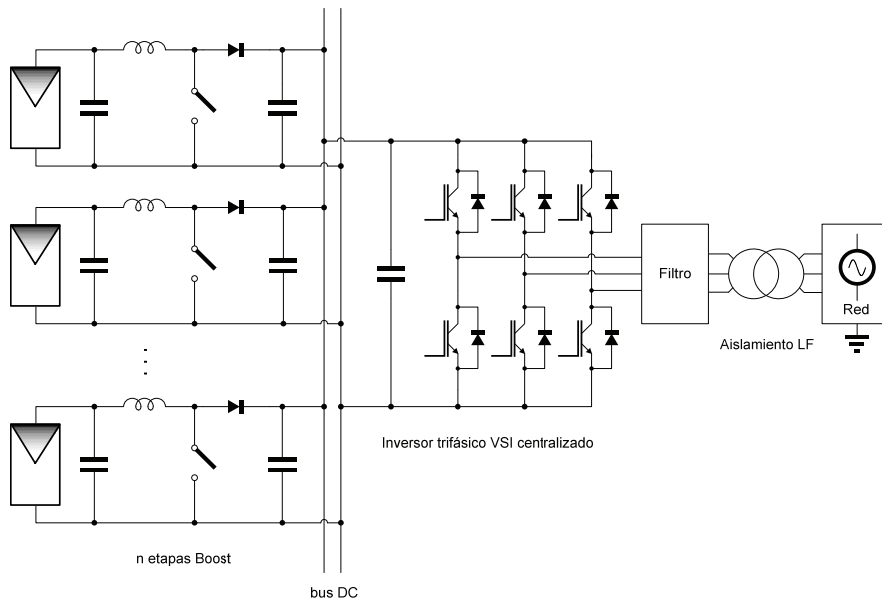 Filtro
Red
Aislamiento LF
Inversor trifásico VSI centralizado
n etapas Boost
bus DC